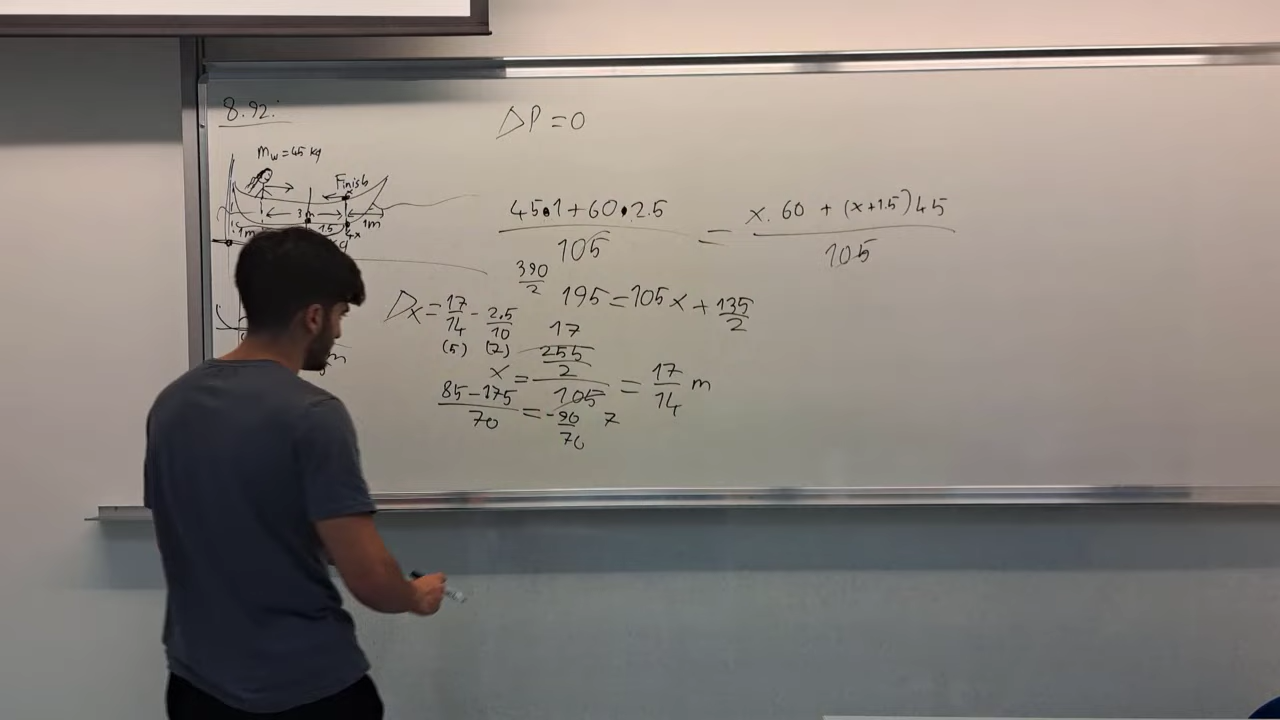 8.92.
ΔP = 0
m_w = 45 kg
Finish
3m
1m 1.5 x 1m
(45·1 + 60·2.5)/105 = (x·60 + (x+1.5)45)/105
390/2 195 = 105x + 135/2
Δx = 17/14 - 2.5/10
(5) (7)
x = (255/2)/105 = 17/14 m
17
(85-175)/70 = -90/70